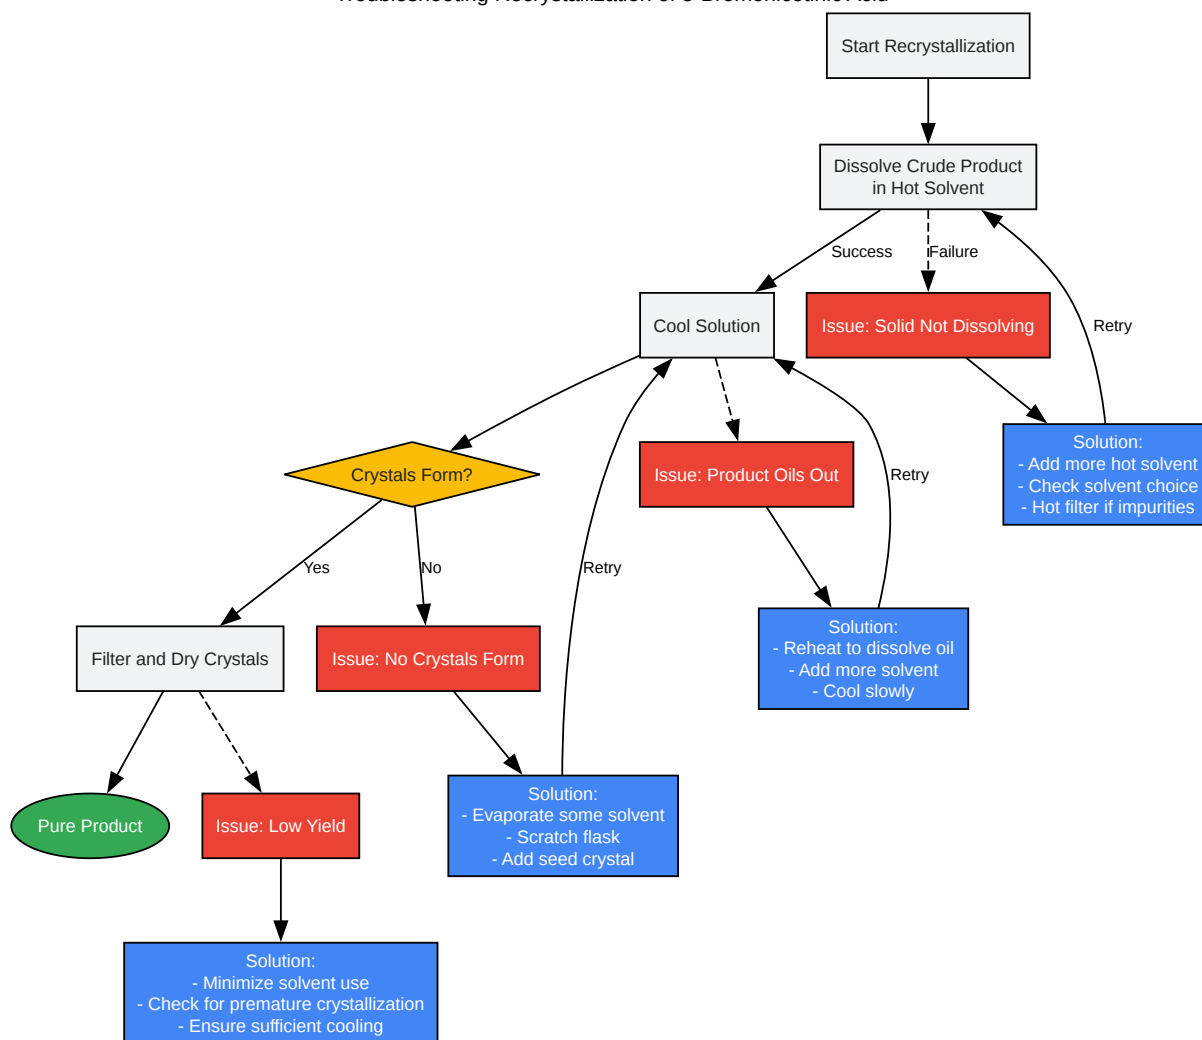 Troubleshooting Recrystallization of
Start Recrystallization
Dissolve Crude Product
in Hot Solvent
Success
Failure
Cool Solution
Issue: Solid Not Dissolving
Retry
Crystals Form?
Issue: Product Oils Out
Retry
Solution:
- Add more hot solvent
- Check solvent choice
- Hot filter if impurities
Yes
No
Retry
Filter and Dry Crystals
Issue: No Crystals Form
Solution:
- Reheat to dissolve oil
- Add more solvent
- Cool slowly
Pure Product
Issue: Low Yield
Solution:
- Evaporate some solvent
- Scratch flask
- Add seed crystal
Solution:
- Minimize solvent use
- Check for premature crystallization
- Ensure sufficient cooling